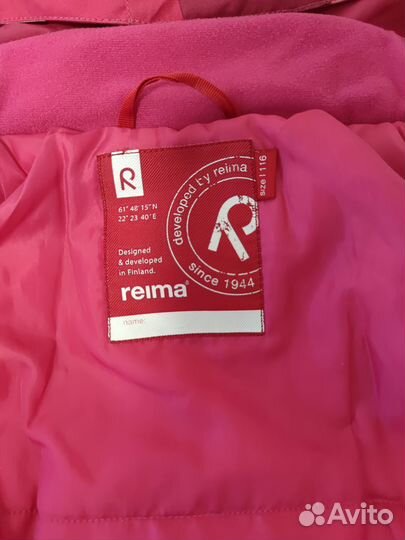 R
61° 48' 15" N
22° 23' 40" E
Designed
& developed
in Finland.
reima®
name:
developed by reima
R
since 1944
size | 116
Avito